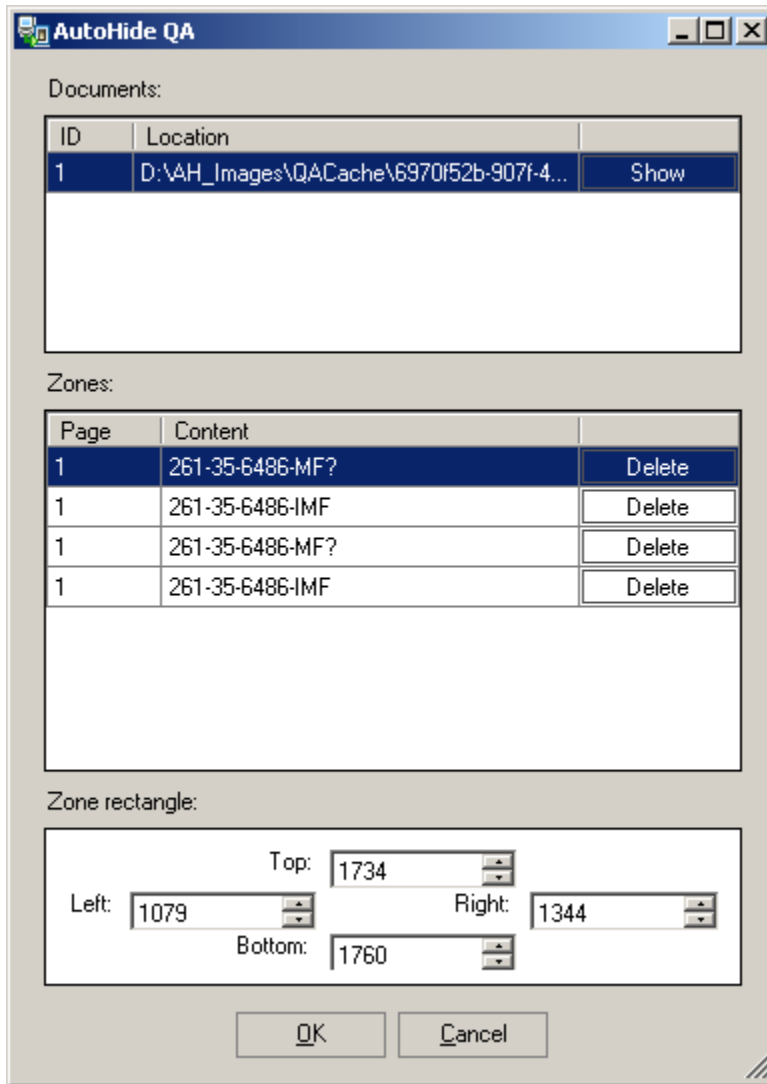 AutoHide QA
Documents:
ID Location
1 D:\AH_Images\QACache\6970f52b-907f-4... Show
Zones:
Page Content
1 261-35-6486-MF? Delete
1 261-35-6486-IMF Delete
1 261-35-6486-MF? Delete
1 261-35-6486-IMF Delete
Zone rectangle:
Top: 1734
Left: 1079 Right: 1344
Bottom: 1760
OK Cancel